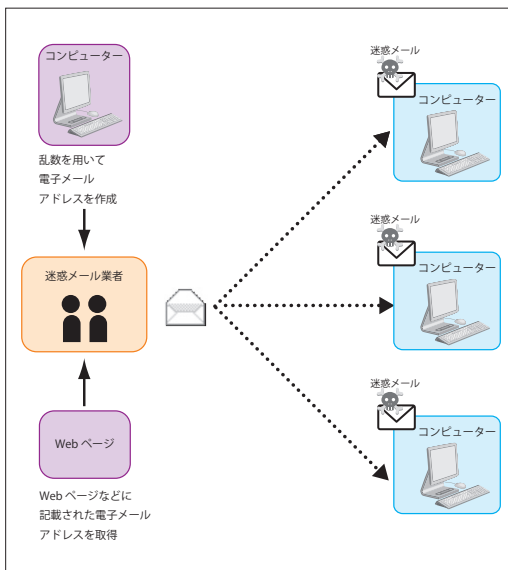 コンピューター
乱数を用いて
電子メール
アドレスを作成
迷惑メール業者
Web ページ
Web ページなどに
記載された電子メール
アドレスを取得
迷惑メール
コンピューター
迷惑メール
コンピューター
迷惑メール
コンピューター